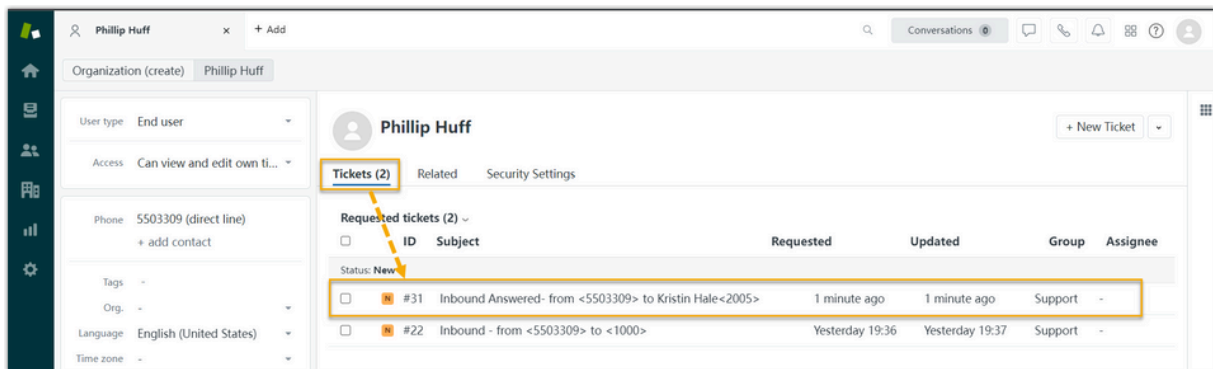 Phillip Huff × + Add Conversations 0
Organization (create) Phillip Huff
User type End user
Access Can view and edit own ti...
Phone 5503309 (direct line)
+ add contact
Tags -
Org. -
Language English (United States)
Time zone -
Phillip Huff + New Ticket
Tickets (2) Related Security Settings
Requested tickets (2)
ID Subject Requested Updated Group Assignee
Status: New
N #31 Inbound Answered- from <5503309> to Kristin Hale<2005> 1 minute ago 1 minute ago Support -
N #22 Inbound - from <5503309> to <1000> Yesterday 19:36 Yesterday 19:37 Support -